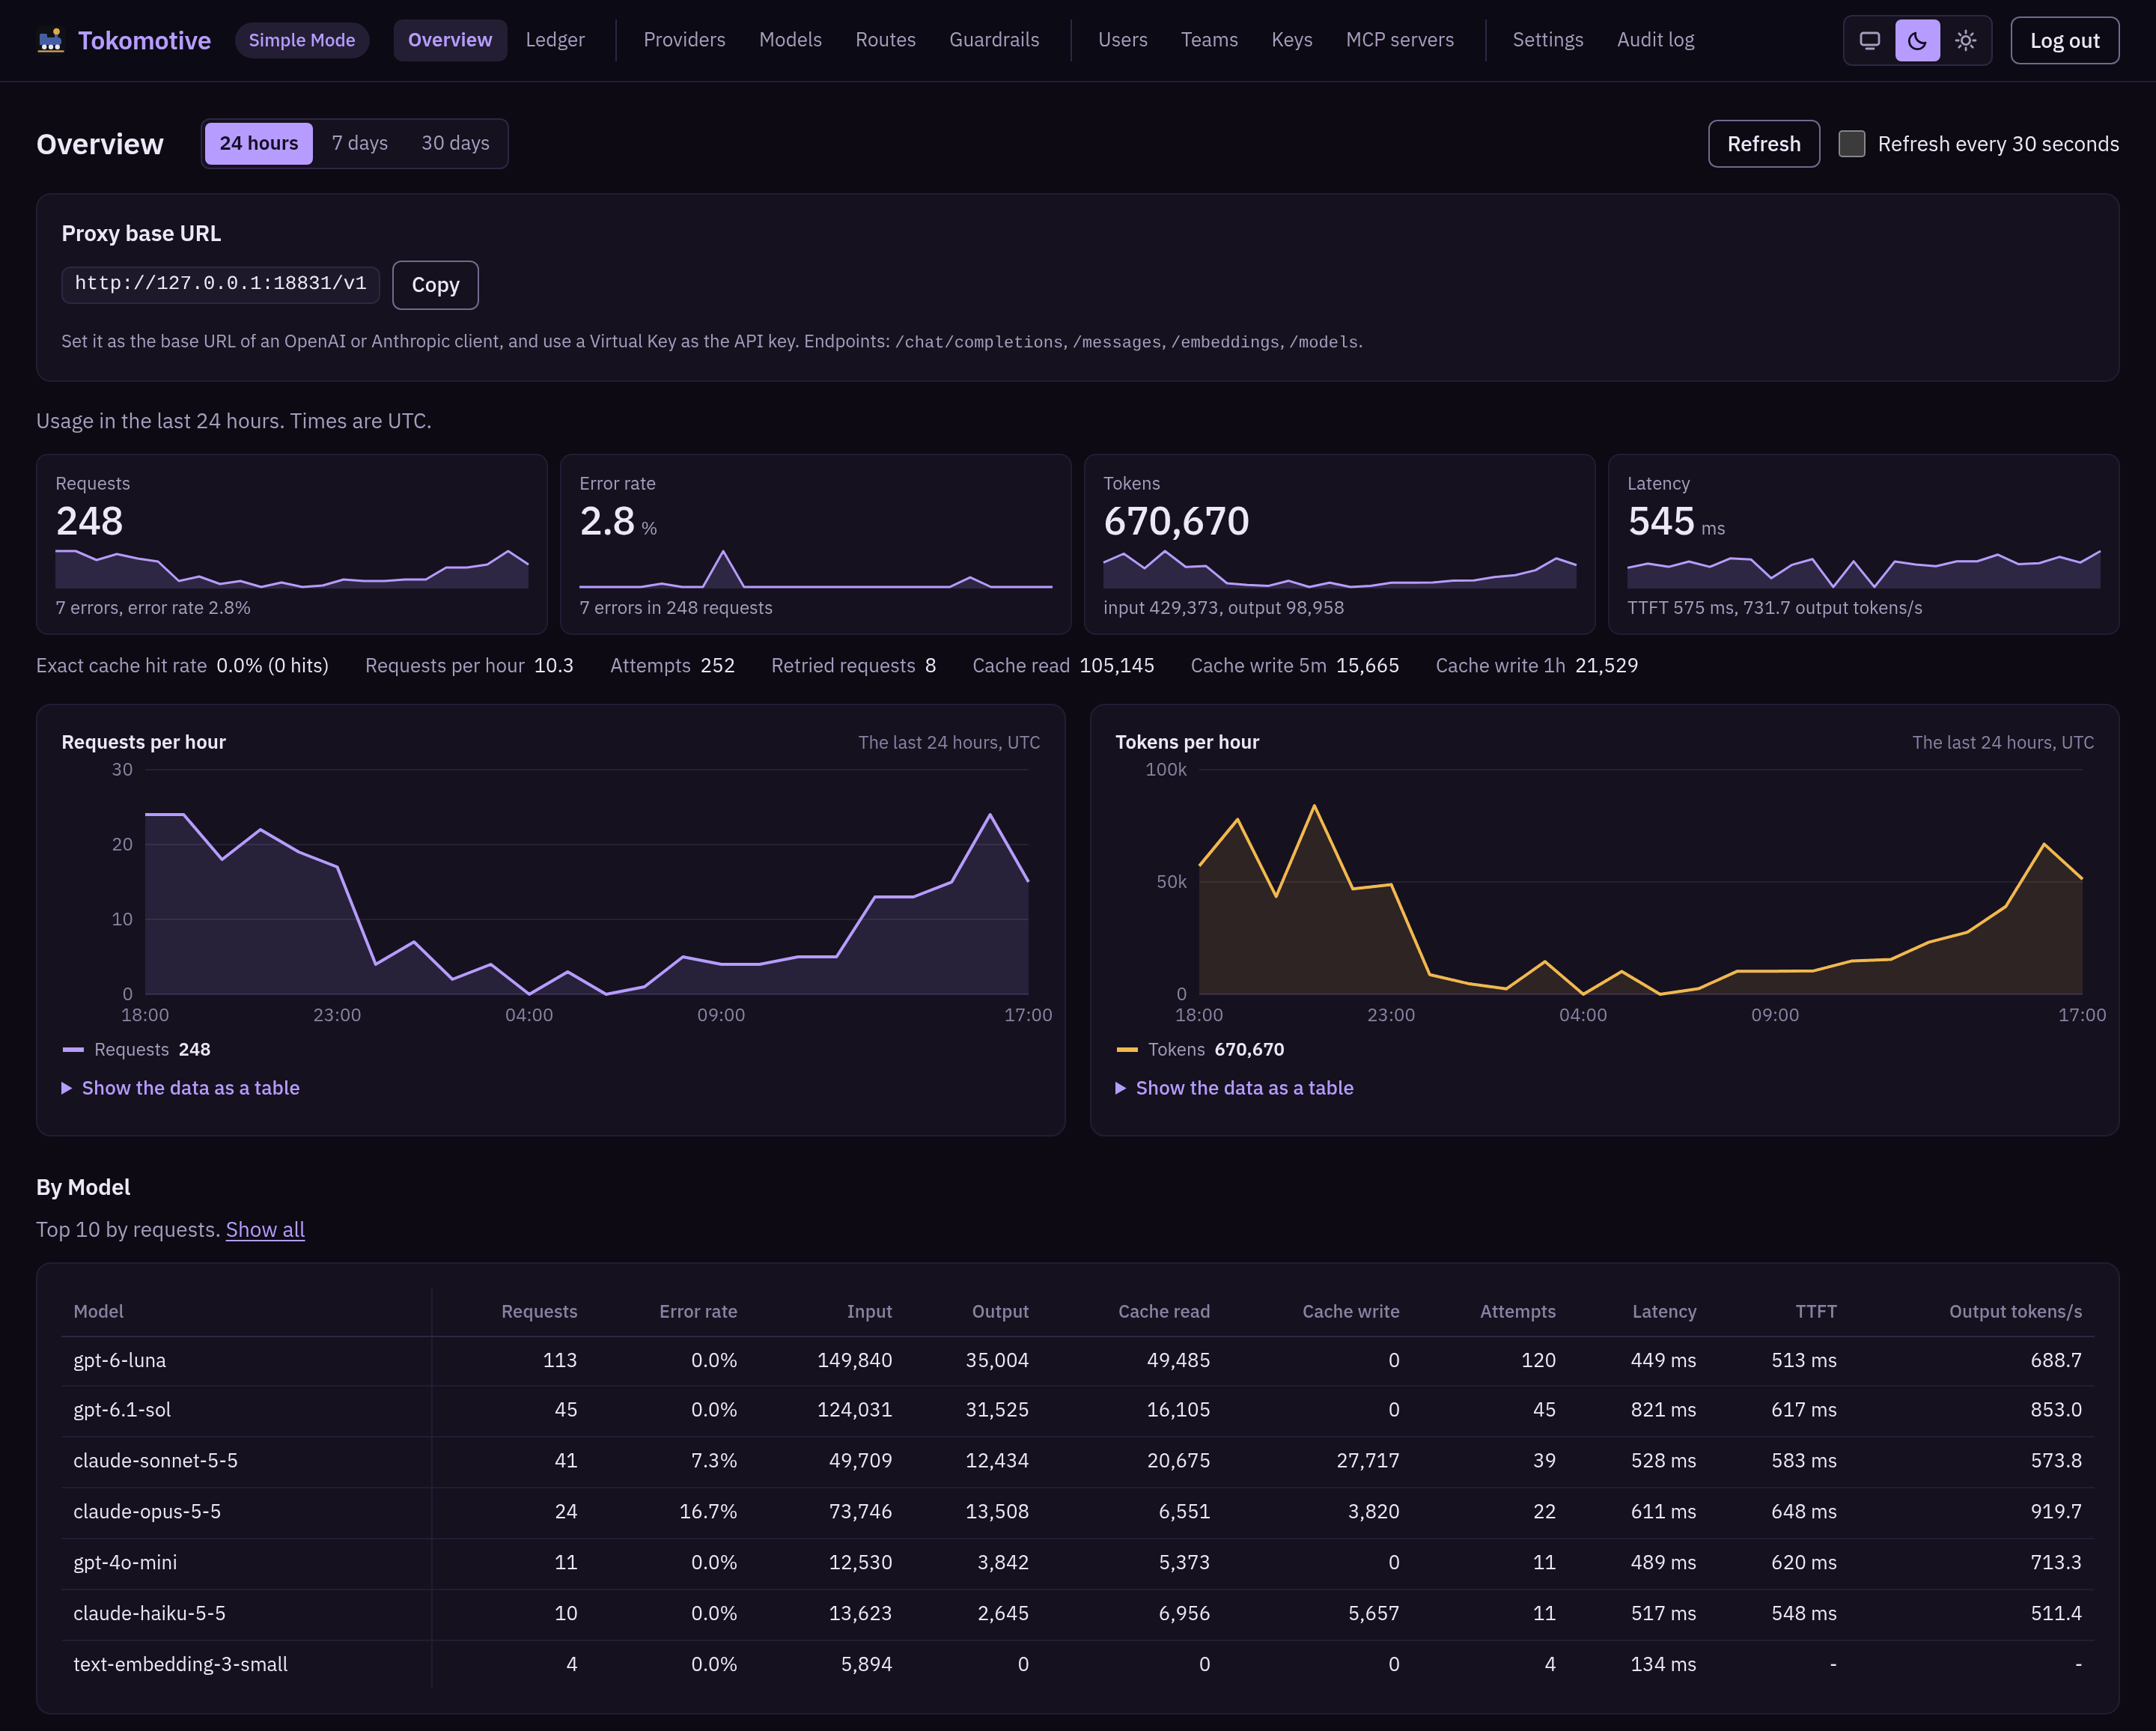 Tokomotive Simple Mode Overview Ledger Providers Models Routes Guardrails Users Teams Keys MCP servers Settings Audit log Log out
Overview 24 hours 7 days 30 days Refresh Refresh every 30 seconds
Proxy base URL
http://127.0.0.1:18831/v1 Copy
Set it as the base URL of an OpenAI or Anthropic client, and use a Virtual Key as the API key. Endpoints: /chat/completions, /messages, /embeddings, /models.
Usage in the last 24 hours. Times are UTC.
Requests
248
7 errors, error rate 2.8%
Error rate
2.8 %
7 errors in 248 requests
Tokens
670,670
input 429,373, output 98,958
Latency
545 ms
TTFT 575 ms, 731.7 output tokens/s
Exact cache hit rate 0.0% (0 hits) Requests per hour 10.3 Attempts 252 Retried requests 8 Cache read 105,145 Cache write 5m 15,665 Cache write 1h 21,529
Requests per hour The last 24 hours, UTC
30
20
10
0
18:00 23:00 04:00 09:00 17:00
Requests 248
Show the data as a table
Tokens per hour The last 24 hours, UTC
100k
50k
0
18:00 23:00 04:00 09:00 17:00
Tokens 670,670
Show the data as a table
By Model
Top 10 by requests. Show all
Model Requests Error rate Input Output Cache read Cache write Attempts Latency TTFT Output tokens/s
gpt-6-luna 113 0.0% 149,840 35,004 49,485 0 120 449 ms 513 ms 688.7
gpt-6.1-sol 45 0.0% 124,031 31,525 16,105 0 45 821 ms 617 ms 853.0
claude-sonnet-5-5 41 7.3% 49,709 12,434 20,675 27,717 39 528 ms 583 ms 573.8
claude-opus-5-5 24 16.7% 73,746 13,508 6,551 3,820 22 611 ms 648 ms 919.7
gpt-4o-mini 11 0.0% 12,530 3,842 5,373 0 11 489 ms 620 ms 713.3
claude-haiku-5-5 10 0.0% 13,623 2,645 6,956 5,657 11 517 ms 548 ms 511.4
text-embedding-3-small 4 0.0% 5,894 0 0 0 4 134 ms - -